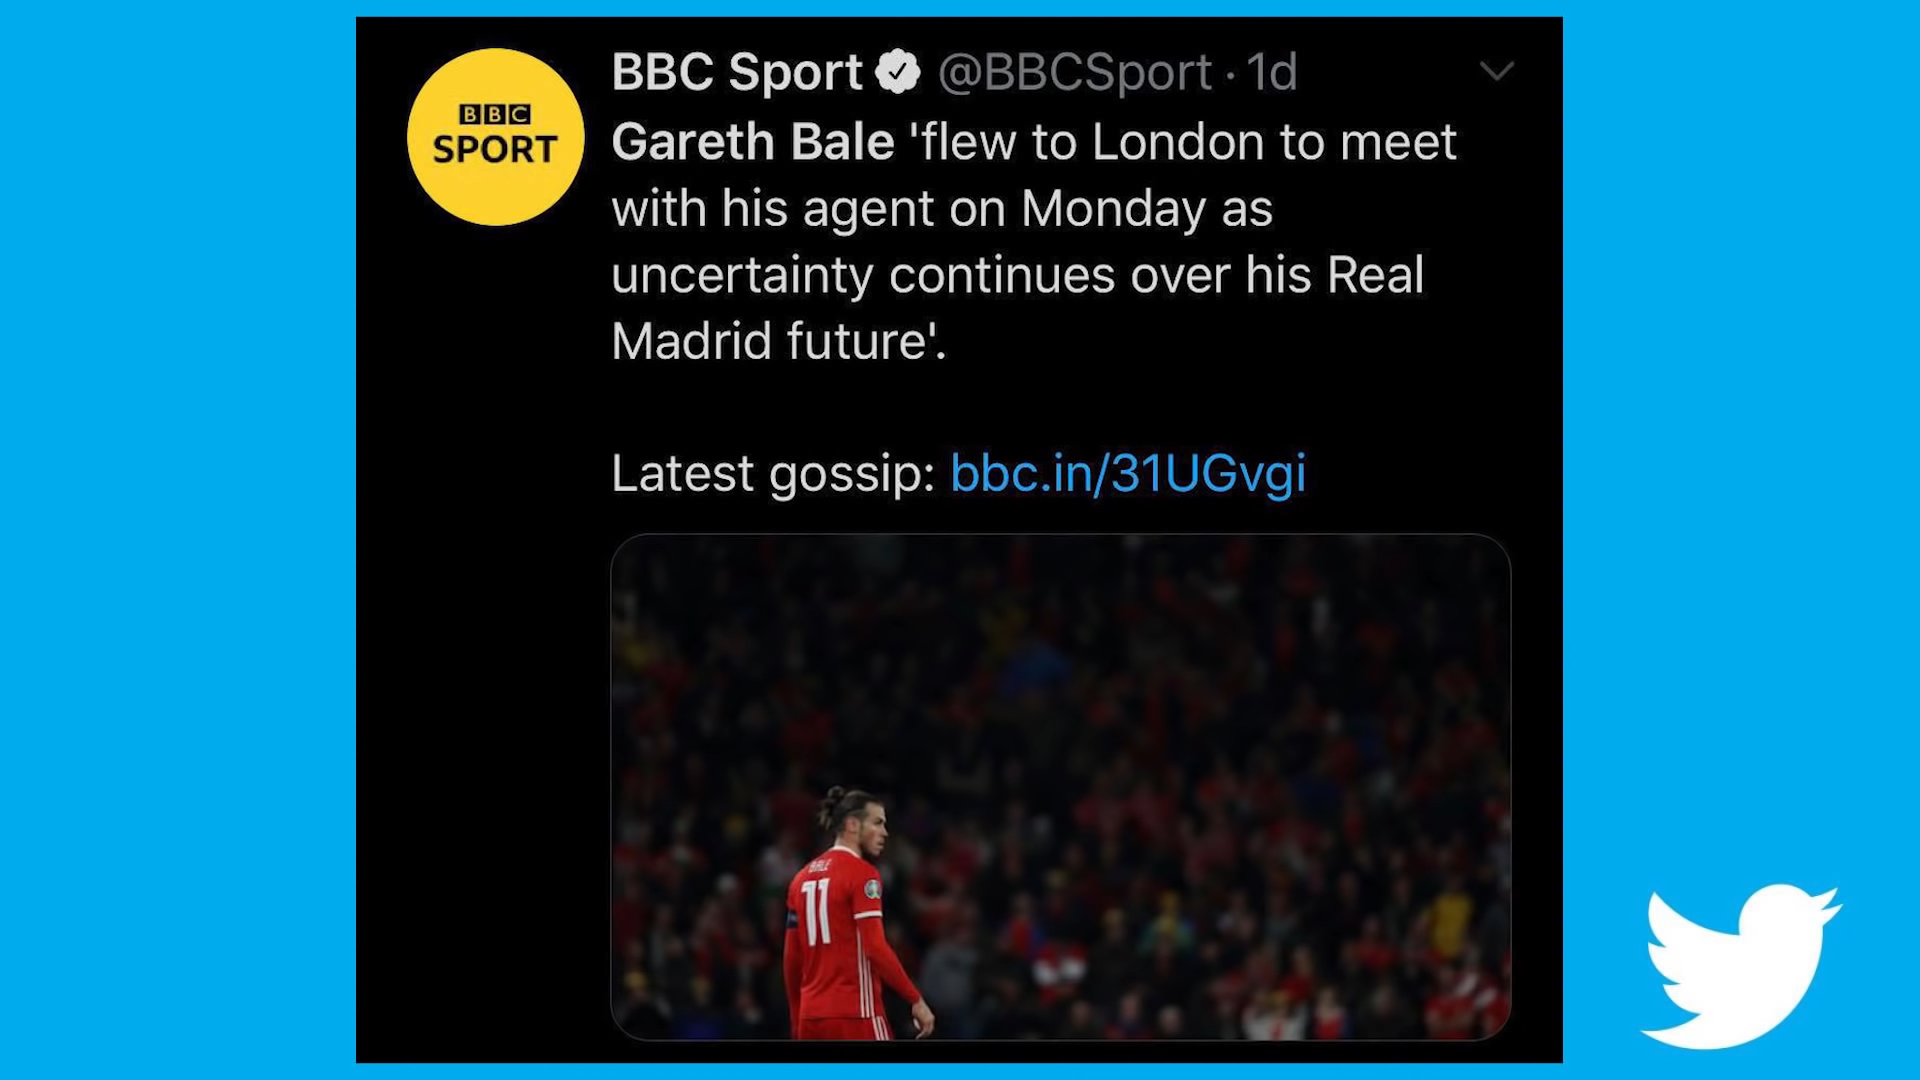 BBC
SPORT
BBC Sport @BBCSport · 1d
Gareth Bale 'flew to London to meet
with his agent on Monday as
uncertainty continues over his Real
Madrid future'.
Latest gossip: bbc.in/31UGvgi
BALE
11